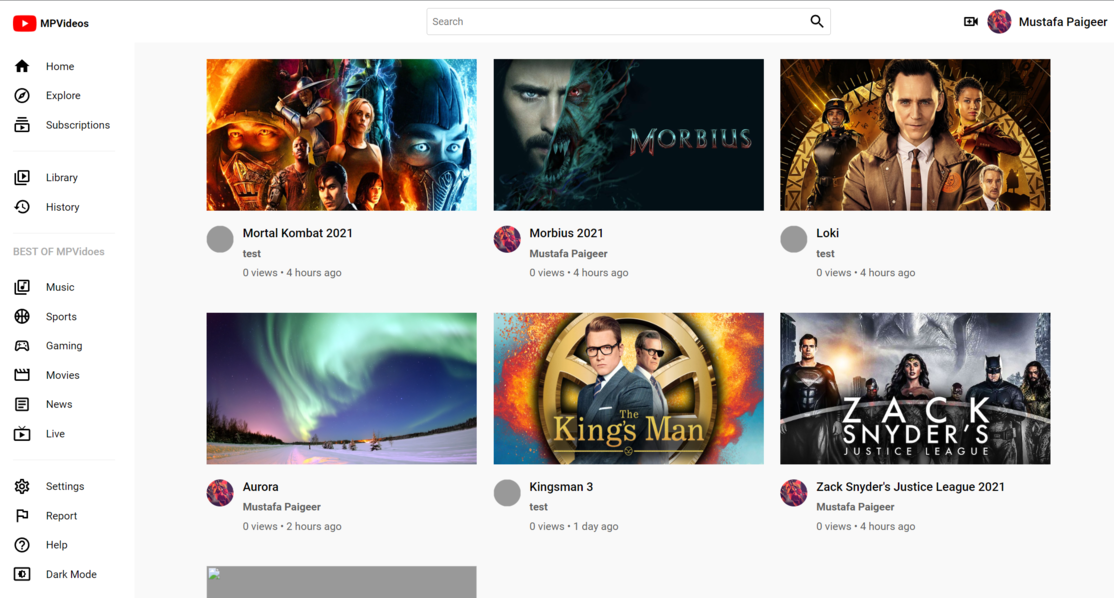 MPVideos
Search
Mustafa Paigeer
Home
Explore
Subscriptions
Library
History
BEST OF MPVidoes
Music
Sports
Gaming
Movies
News
Live
Settings
Report
Help
Dark Mode
MORBIUS
Mortal Kombat 2021
test
0 views • 4 hours ago
Morbius 2021
Mustafa Paigeer
0 views • 4 hours ago
Loki
test
0 views • 4 hours ago
The
King's Man
ZACK
SNYDER'S
JUSTICE LEAGUE
Aurora
Mustafa Paigeer
0 views • 2 hours ago
Kingsman 3
test
0 views • 1 day ago
Zack Snyder's Justice League 2021
Mustafa Paigeer
0 views • 4 hours ago